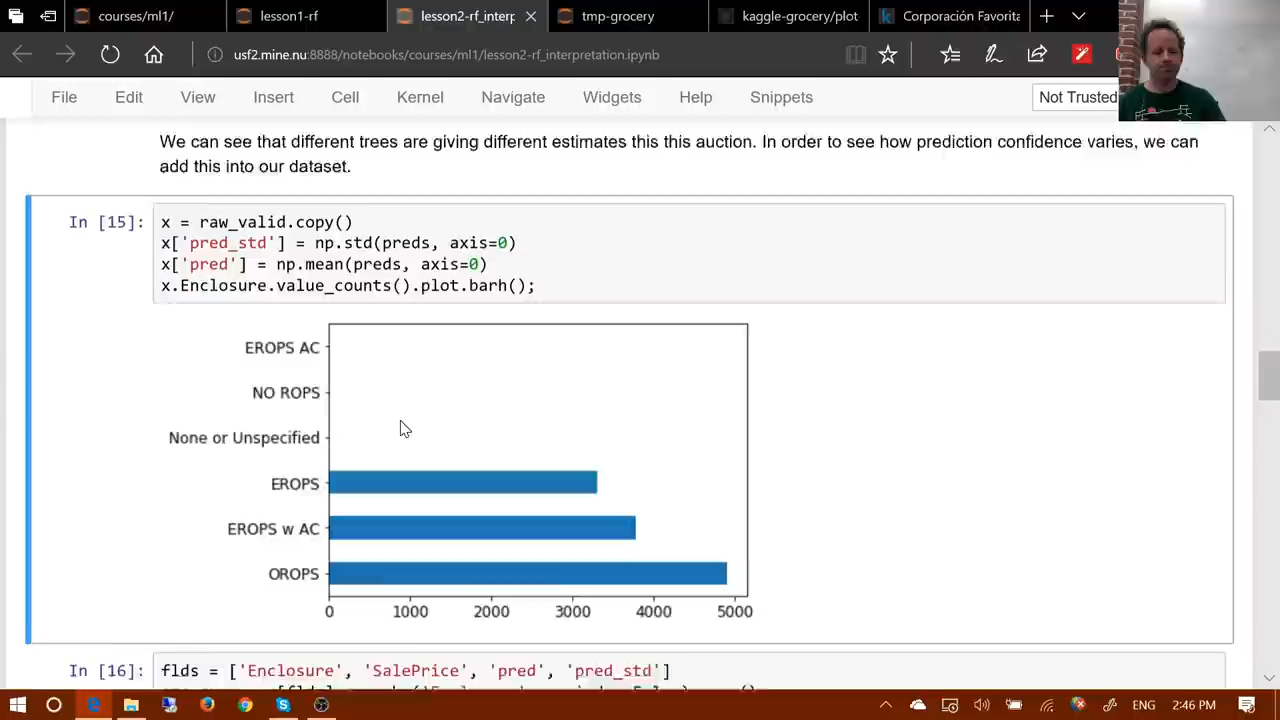 courses/ml1/
lesson1-rf
lesson2-rf_interp
tmp-grocery
kaggle-grocery/plot
Corporación Favorita
usf2.mine.nu:8888/notebooks/courses/ml1/lesson2-rf_interpretation.ipynb
File Edit View Insert Cell Kernel Navigate Widgets Help Snippets Not Trusted
We can see that different trees are giving different estimates this this auction. In order to see how prediction confidence varies, we can
add this into our dataset.
In [15]:
x = raw_valid.copy()
x['pred_std'] = np.std(preds, axis=0)
x['pred'] = np.mean(preds, axis=0)
x.Enclosure.value_counts().plot.barh();
EROPS AC
NO ROPS
None or Unspecified
EROPS
EROPS w AC
OROPS
0 1000 2000 3000 4000 5000
In [16]:
flds = ['Enclosure', 'SalePrice', 'pred', 'pred_std']
ENG 2:46 PM